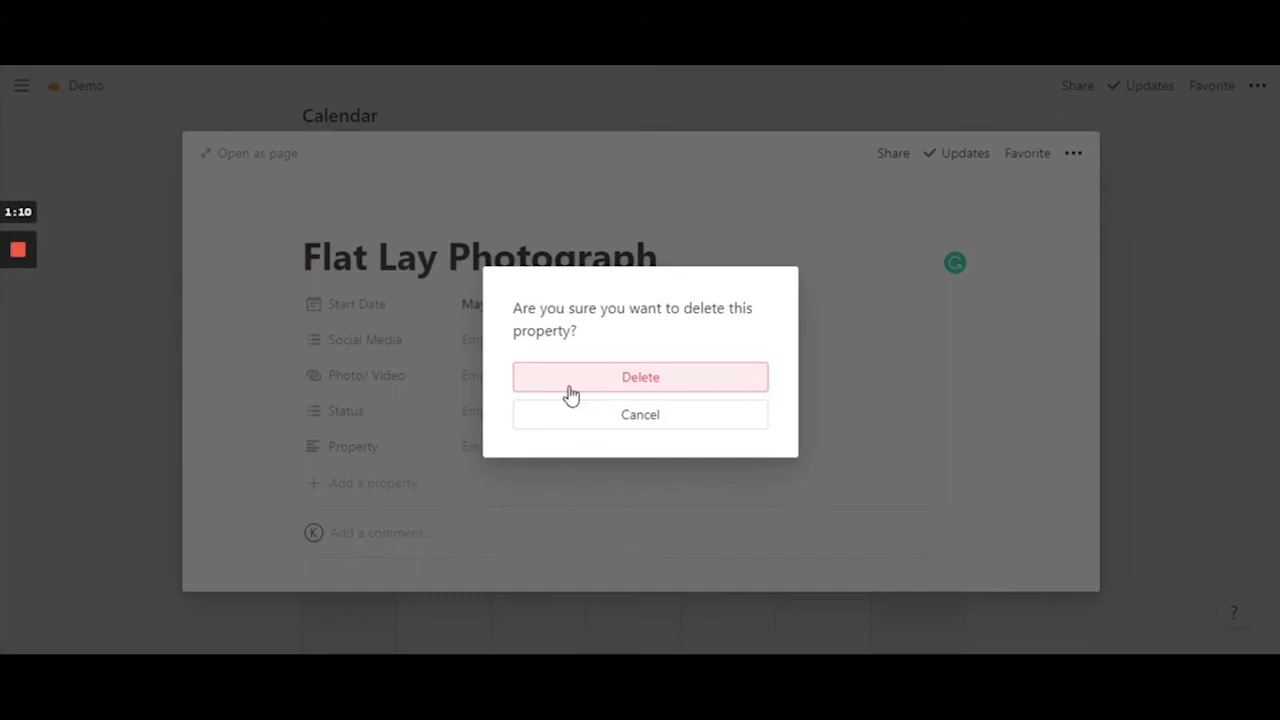 Demo
Share
Updates
Favorite
Calendar
Open as page
Share
Updates
Favorite
1:10
Flat Lay Photograph
Start Date
Social Media
Photo/ Video
Status
Property
Add a property
K
Add a comment...
Are you sure you want to delete this
property?
Delete
Cancel
?